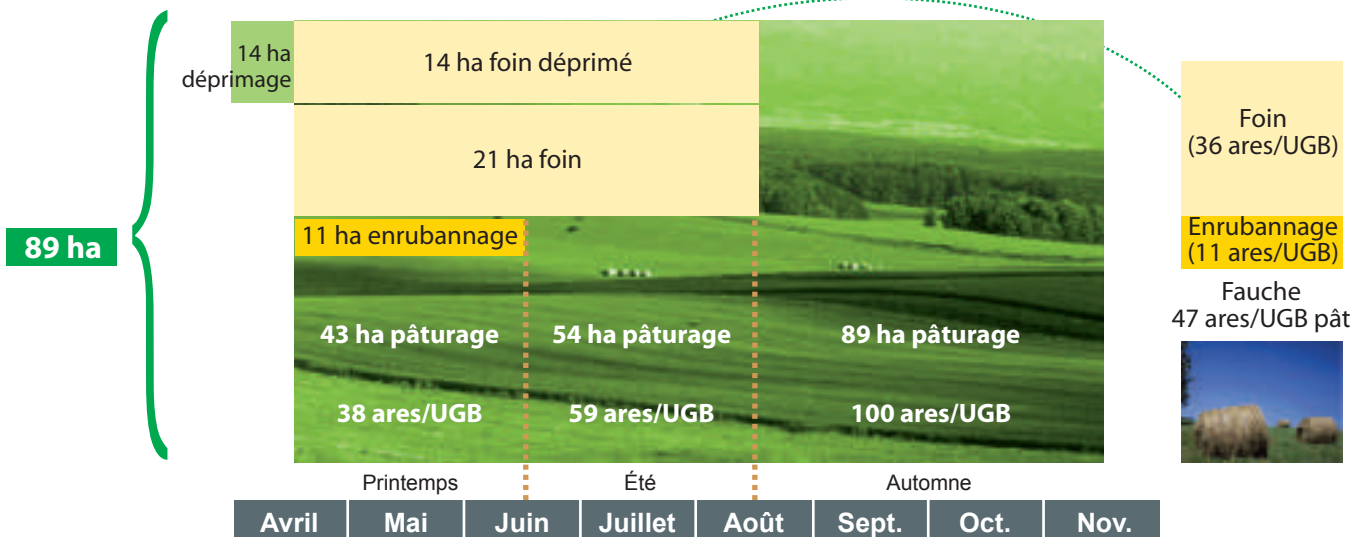 89 ha
14 ha
déprimage
14 ha foin déprimé
21 ha foin
11 ha enrubannage
43 ha pâturage
54 ha pâturage
89 ha pâturage
38 ares/UGB
59 ares/UGB
100 ares/UGB
Foin
(36 ares/UGB)
Enrubannage
(11 ares/UGB)
Fauche
47 ares/UGB pât
Printemps
Été
Automne
Avril
Mai
Juin
Juillet
Août
Sept.
Oct.
Nov.